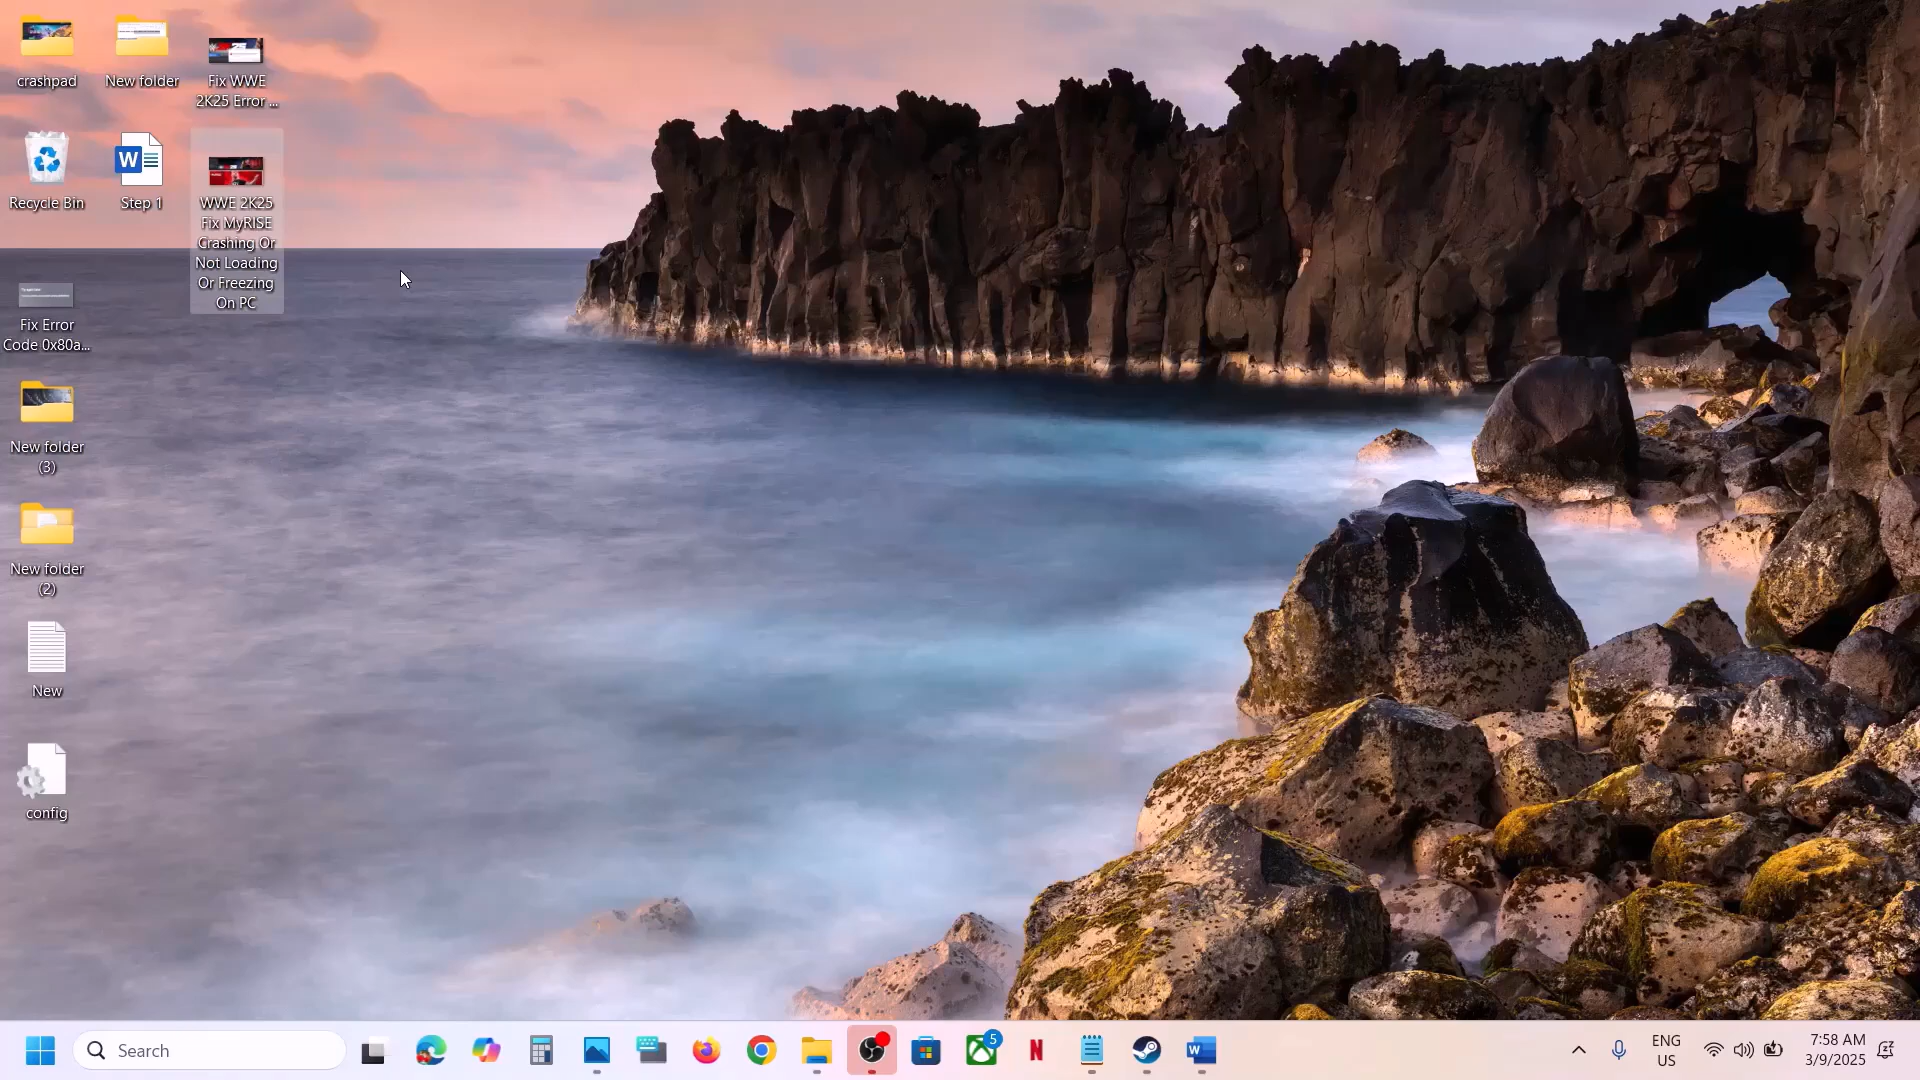 crashpad
New folder
Fix WWE
2K25 Error ...
Recycle Bin
Step 1
WWE 2K25
Fix MyRISE
Crashing Or
Not Loading
Or Freezing
On PC
Fix Error
Code 0x80a...
New folder
(3)
New folder
(2)
New
config
Search
5
ENG
US
7:58 AM
3/9/2025